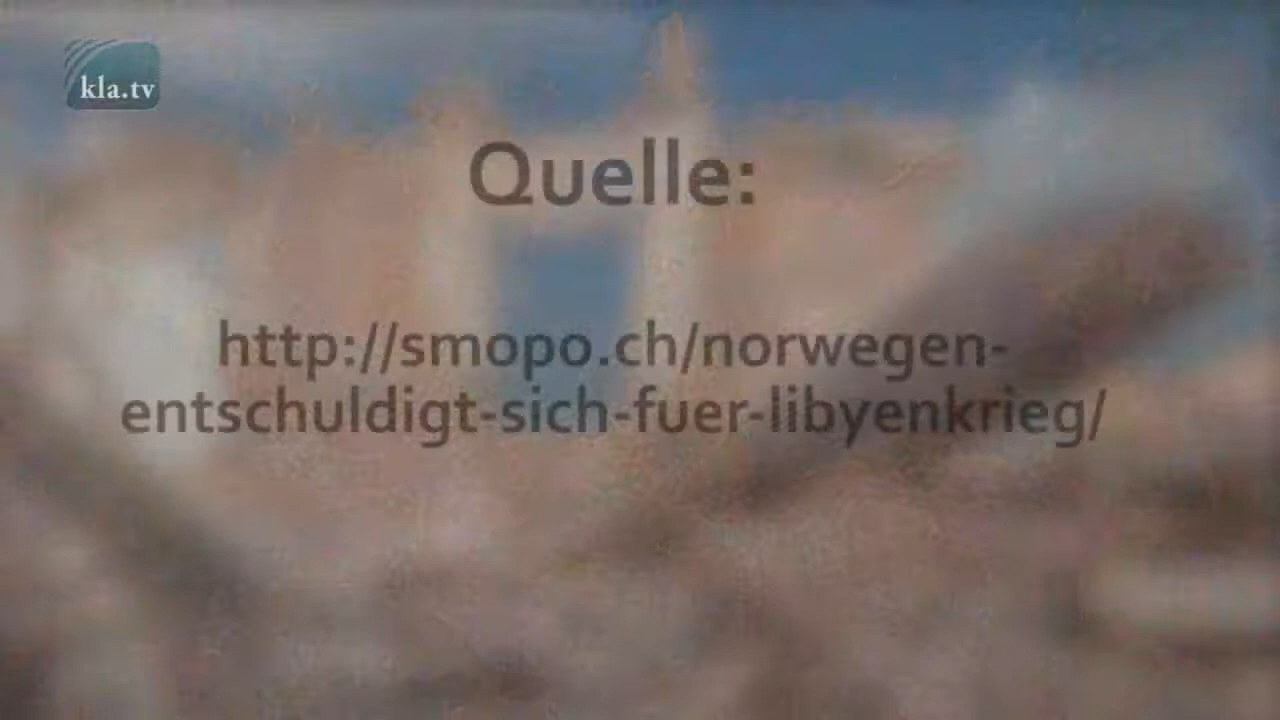 kla.tv
Quelle:
http://smopo.ch/norwegen-
entschuldigt-sich-fuer-libyenkrieg/